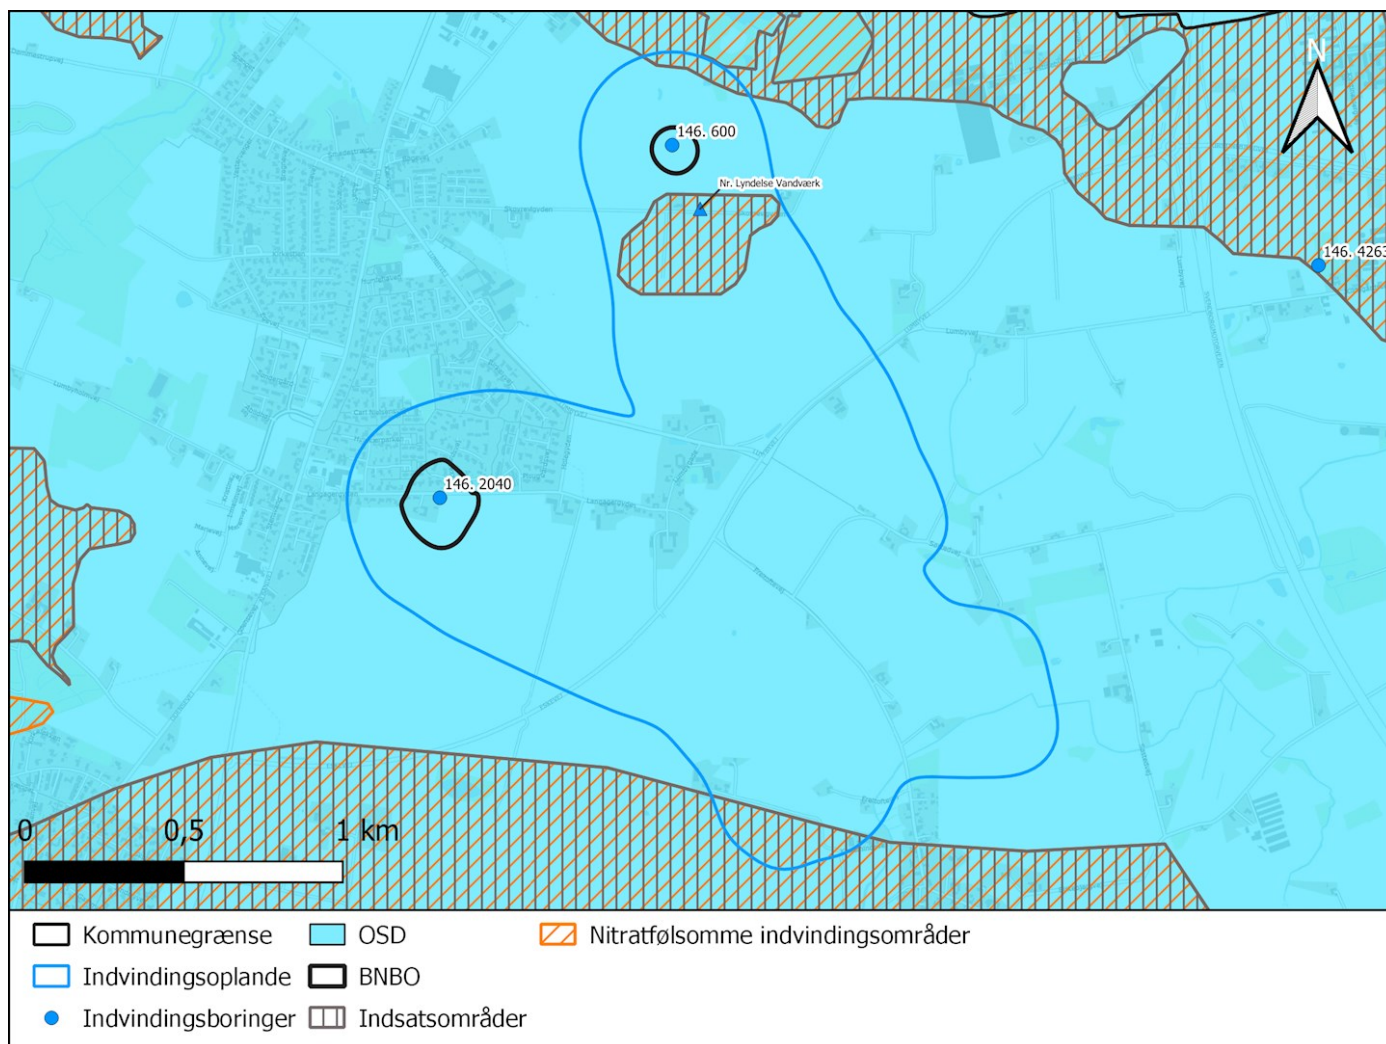 N
146. 600
Nr. Lyndelse Vandværk
146. 4263
146. 2040
0 0,5 1 km
Kommunegrænse OSD Nitratfølsomme indvindingsområder
Indvindingsoplande BNBO
Indvindingsboringer Indsatsområder